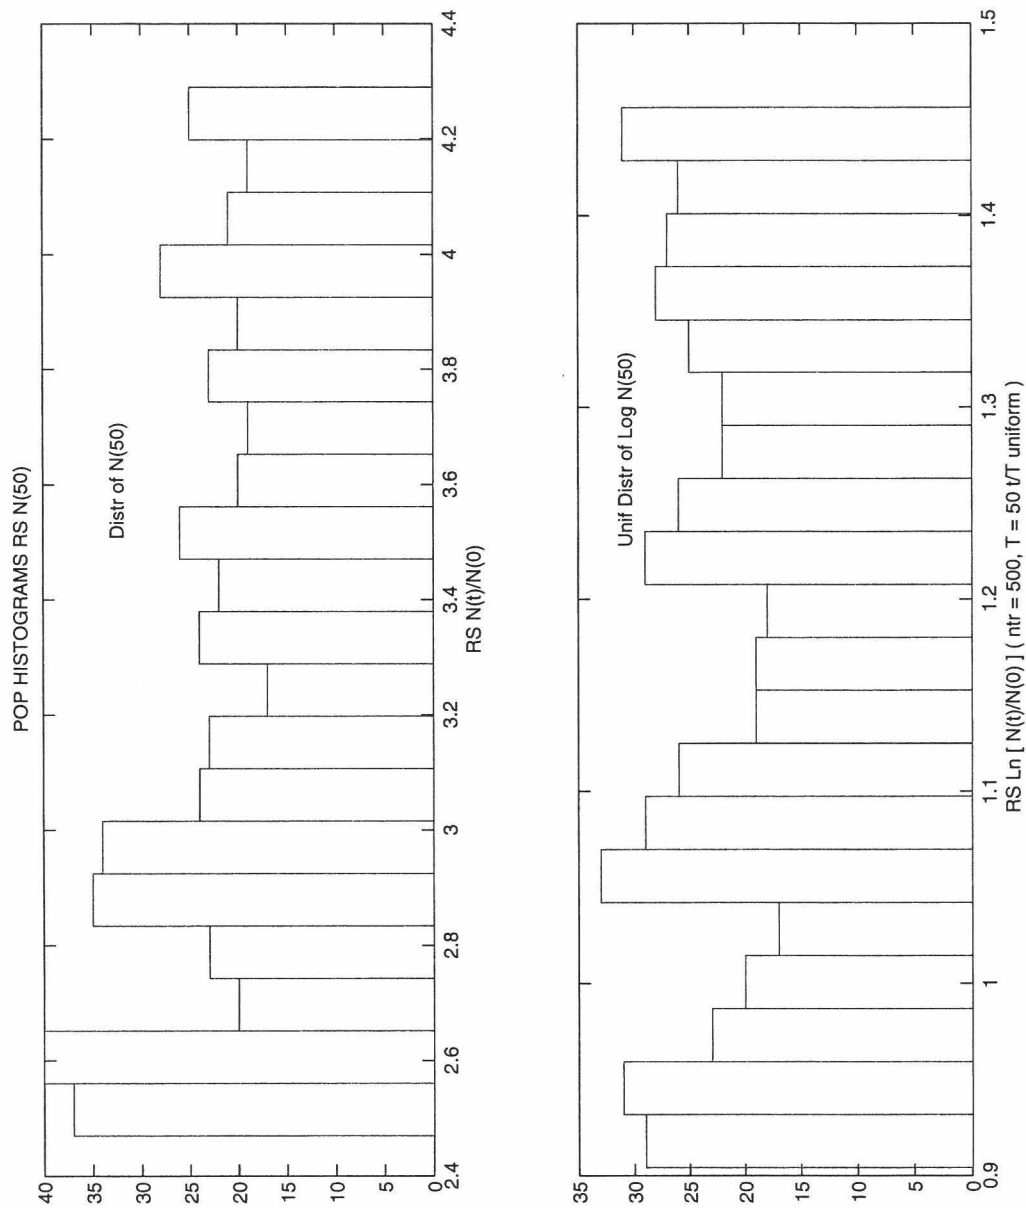 POP HISTOGRAMS RS N(50)
40
35
30
25
20
15
10
5
0
Distr of N(50)
2.4 2.6 2.8 3 3.2 3.4 3.6 3.8 4 4.2 4.4
RS N(t)/N(0)
35
30
25
20
15
10
5
0
Unif Distr of Log N(50)
0.9 1 1.1 1.2 1.3 1.4 1.5
RS Ln [ N(t)/N(0) ] ( ntr = 500, T = 50 t/T uniform )